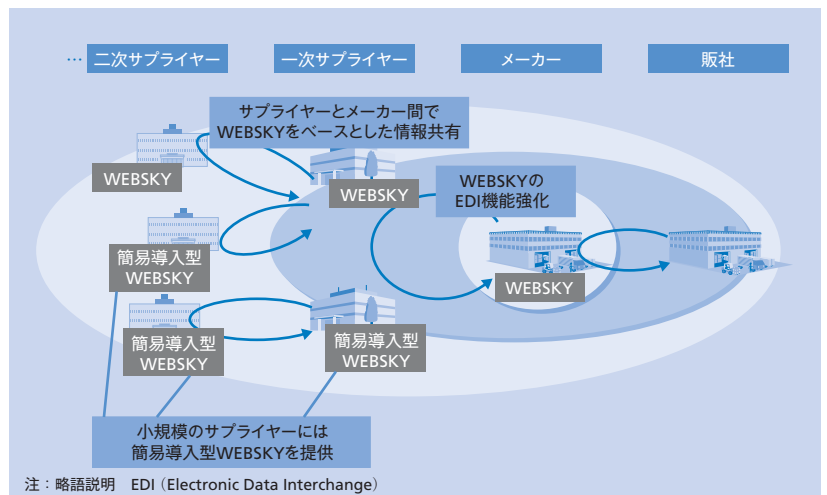 … 二次サプライヤー
一次サプライヤー
メーカー
販社
サプライヤーとメーカー間で
WEBSKYをベースとした情報共有
WEBSKY
WEBSKY
WEBSKYの
EDI機能強化
簡易導入型
WEBSKY
WEBSKY
簡易導入型
WEBSKY
簡易導入型
WEBSKY
小規模のサプライヤーには
簡易導入型WEBSKYを提供
注：略語説明　EDI（Electronic Data Interchange）